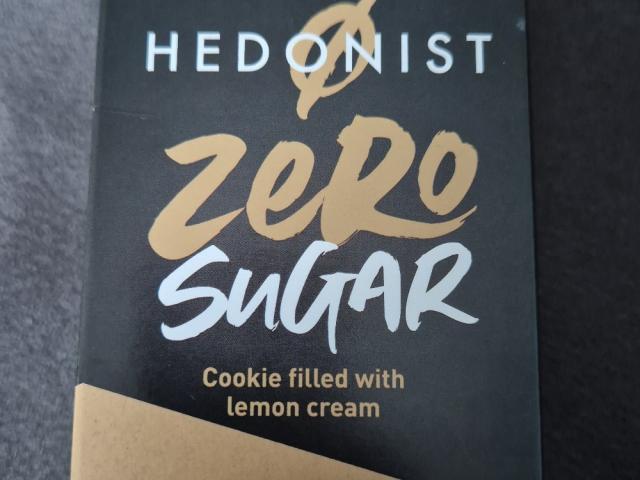 HEDONIST
zeRo
SuGAR
Cookie filled with
lemon cream